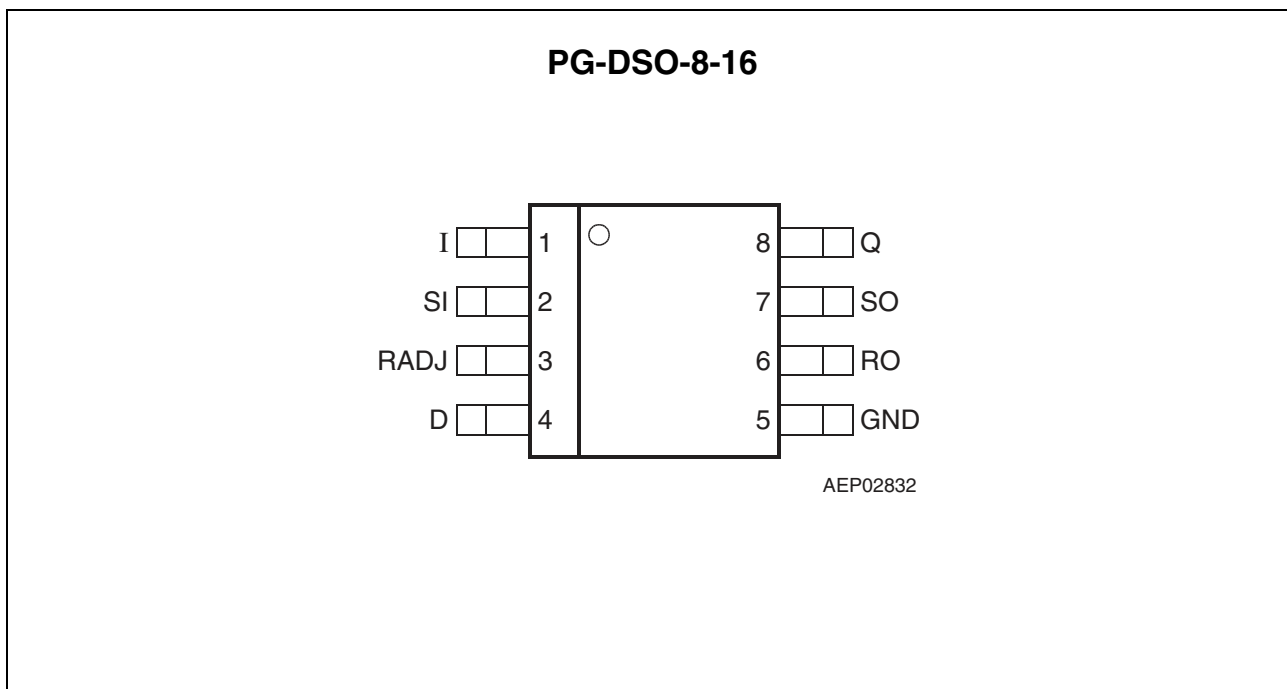 PG-DSO-8-16
I 1 8 Q
SI 2 7 SO
RADJ 3 6 RO
D 4 5 GND
AEP02832